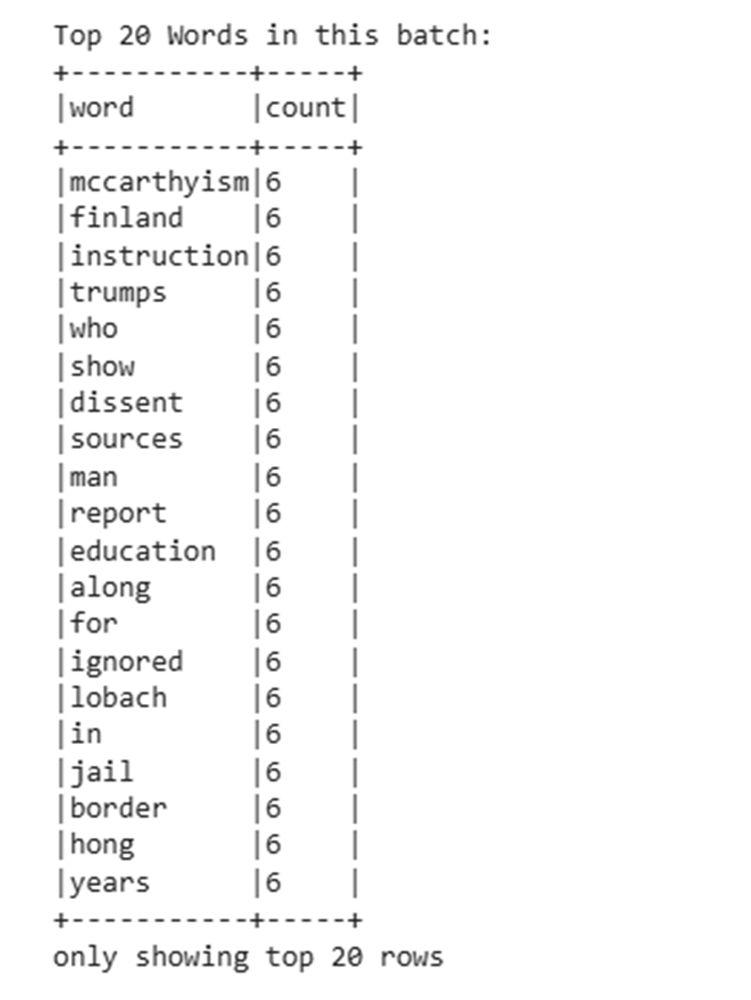 Top 20 Words in this batch:
+-----------+-----+
|word       |count|
+-----------+-----+
|mccarthyism|6    |
|finland    |6    |
|instruction|6    |
|trumps     |6    |
|who        |6    |
|show       |6    |
|dissent    |6    |
|sources    |6    |
|man        |6    |
|report     |6    |
|education  |6    |
|along      |6    |
|for        |6    |
|ignored    |6    |
|lobach     |6    |
|in         |6    |
|jail       |6    |
|border     |6    |
|hong       |6    |
|years      |6    |
+-----------+-----+
only showing top 20 rows